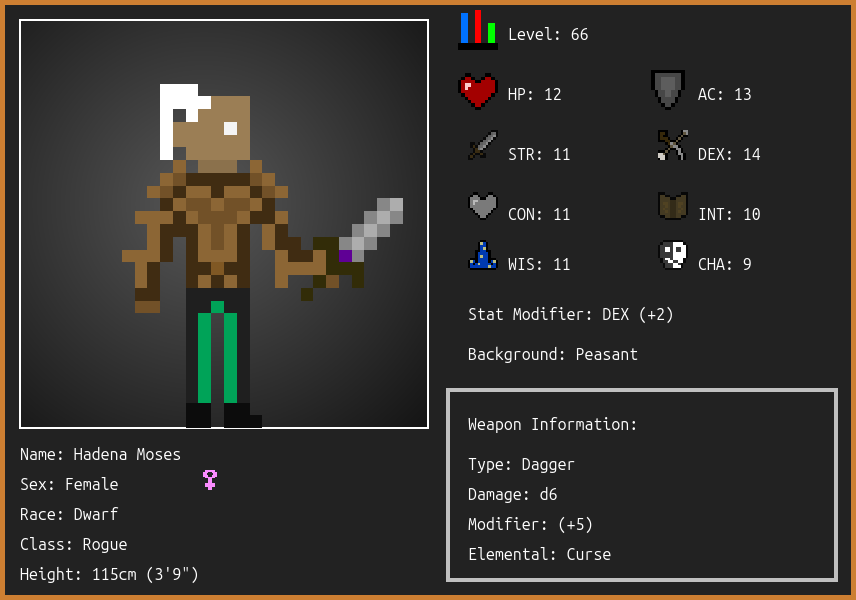 Level: 66
HP: 12
AC: 13
STR: 11
DEX: 14
CON: 11
INT: 10
WIS: 11
CHA: 9
Stat Modifier: DEX (+2)
Background: Peasant
Weapon Information:
Type: Dagger
Damage: d6
Modifier: (+5)
Elemental: Curse
Name: Hadena Moses
Sex: Female
Race: Dwarf
Class: Rogue
Height: 115cm (3'9")